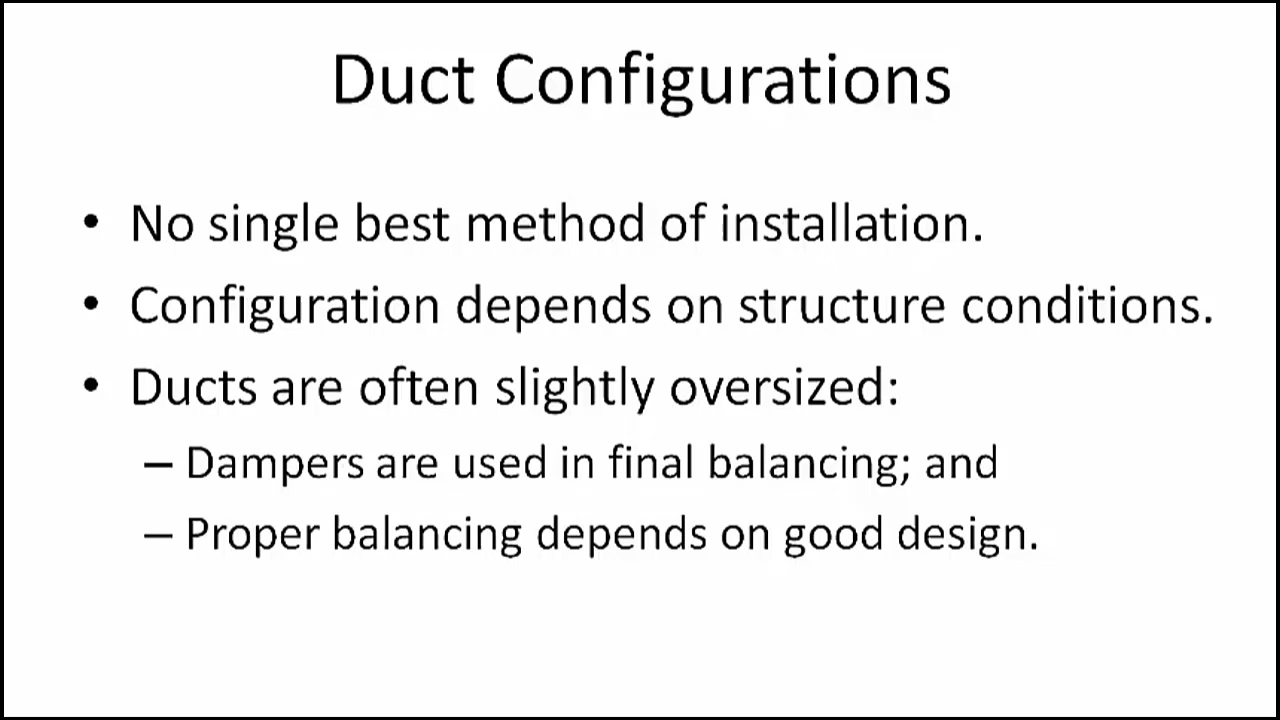 Duct Configurations
• No single best method of installation.
• Configuration depends on structure conditions.
• Ducts are often slightly oversized:
– Dampers are used in final balancing; and
– Proper balancing depends on good design.